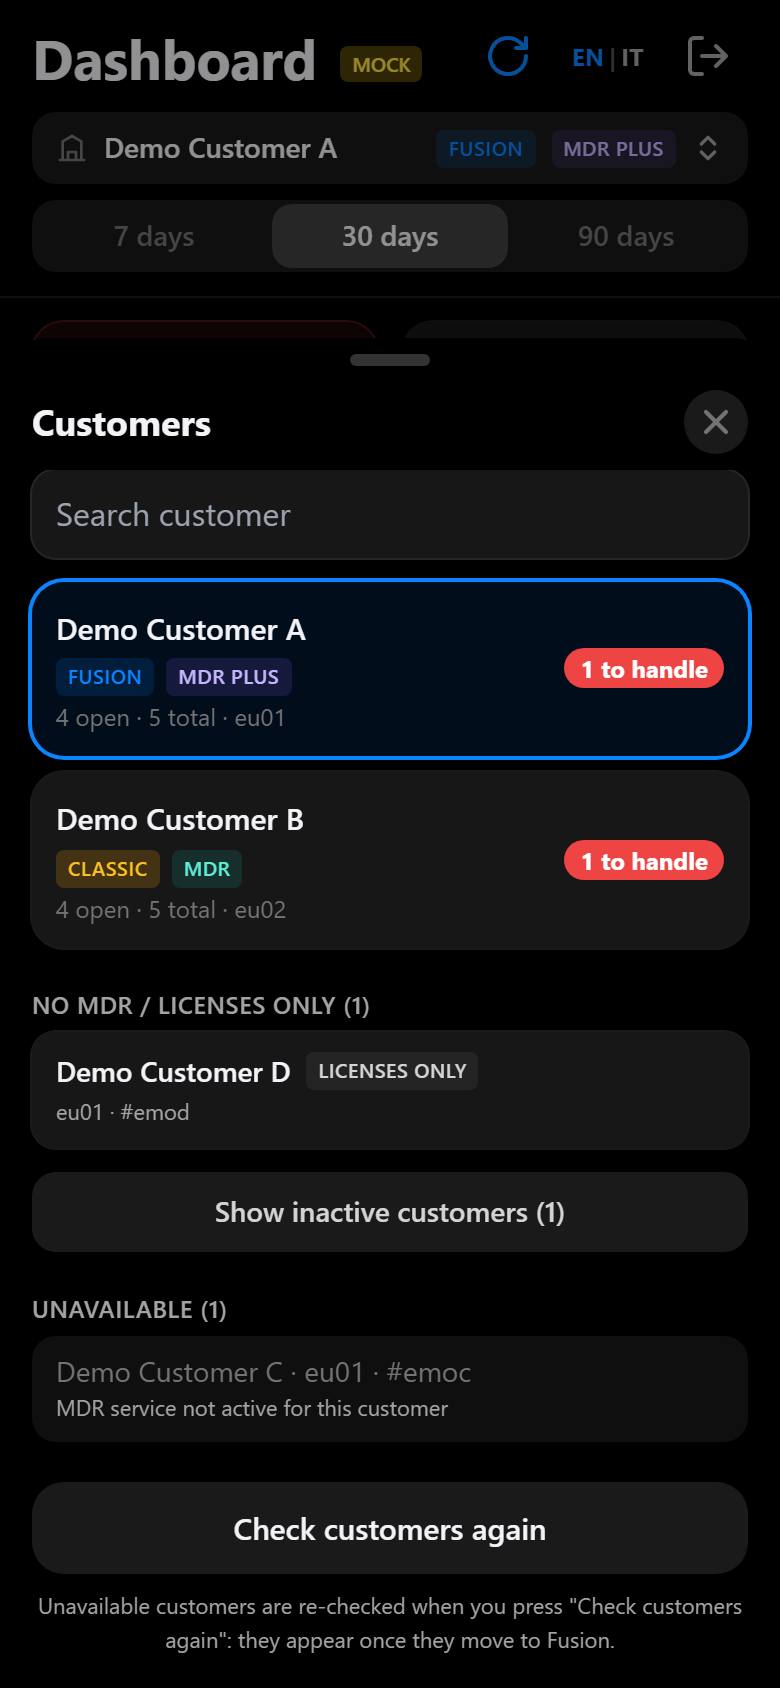 Dashboard MOCK EN | IT
Demo Customer A FUSION MDR PLUS
7 days 30 days 90 days
Customers
Search customer
Demo Customer A
FUSION MDR PLUS
1 to handle
4 open · 5 total · eu01
Demo Customer B
CLASSIC MDR
1 to handle
4 open · 5 total · eu02
NO MDR / LICENSES ONLY (1)
Demo Customer D LICENSES ONLY
eu01 · #emod
Show inactive customers (1)
UNAVAILABLE (1)
Demo Customer C · eu01 · #emoc
MDR service not active for this customer
Check customers again
Unavailable customers are re-checked when you press "Check customers
again": they appear once they move to Fusion.